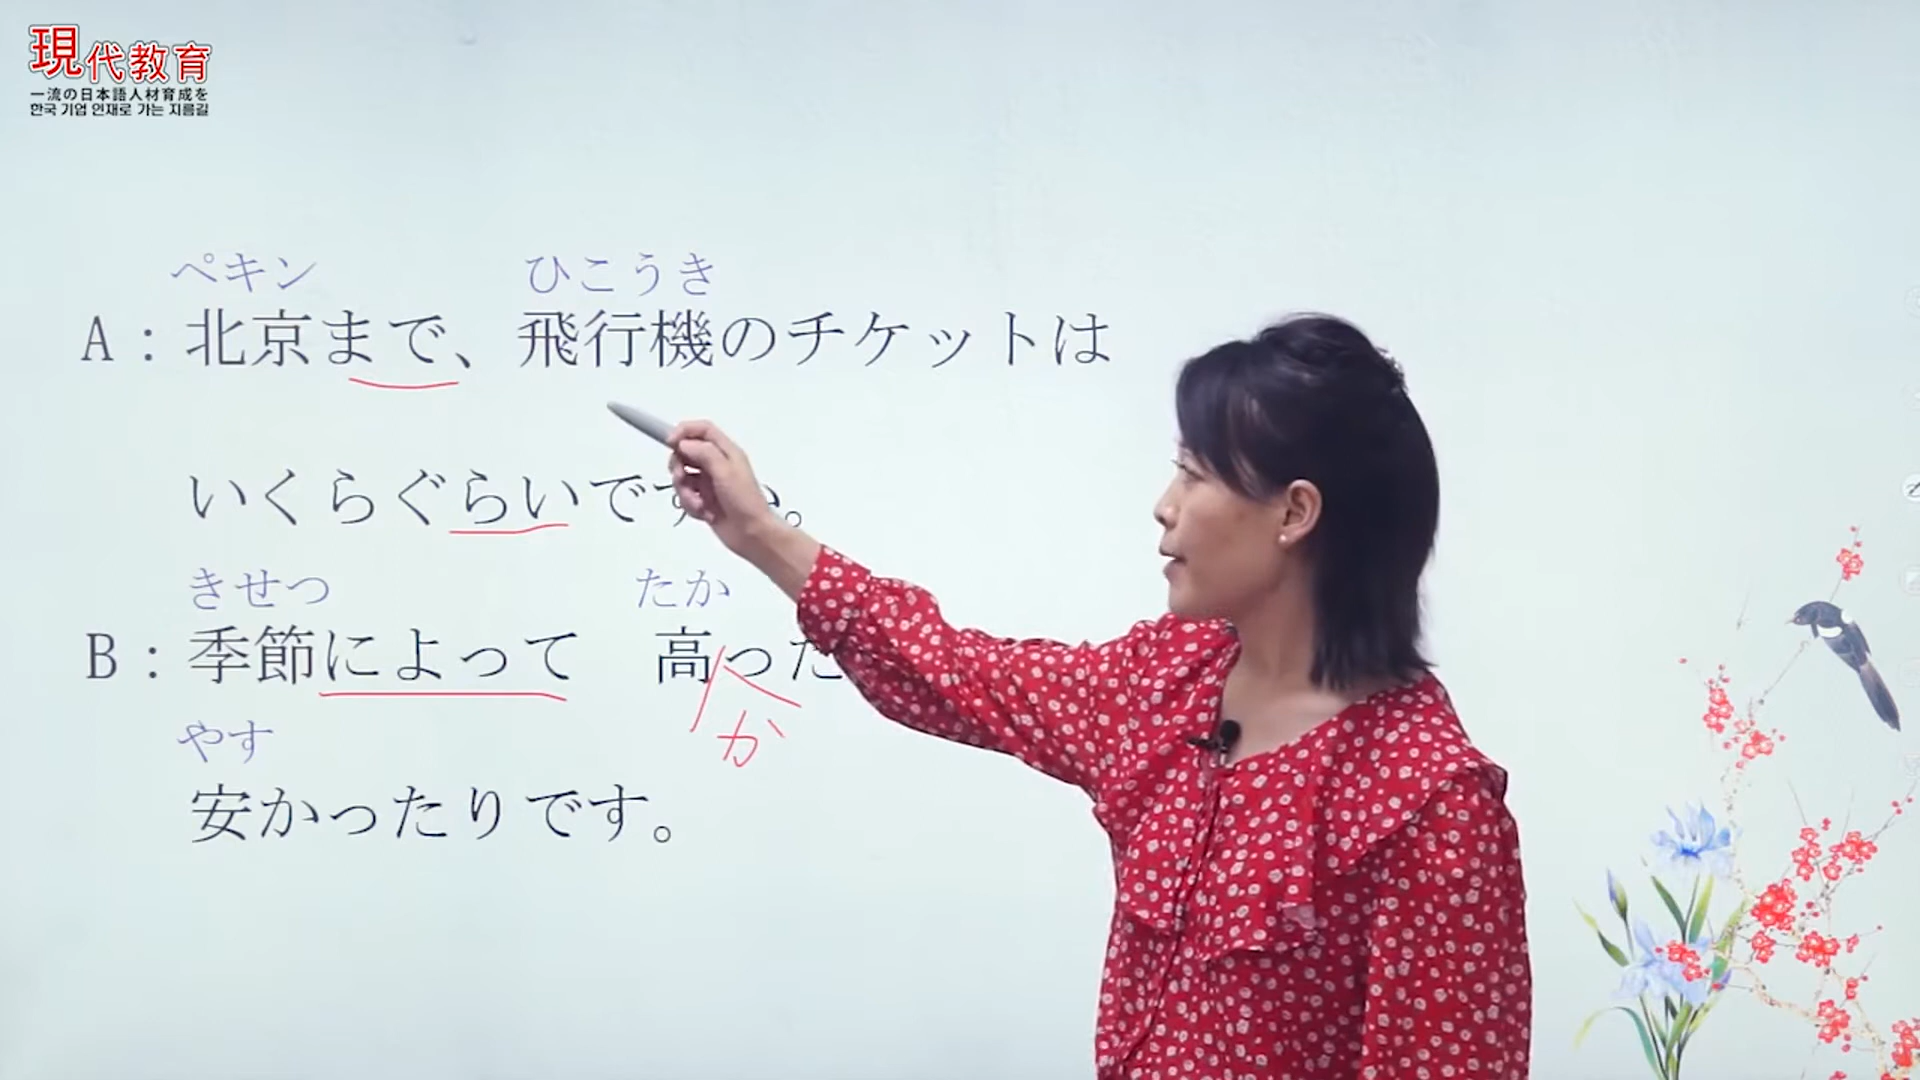 現代教育
一流の日本語人材育成を
한국 기업 인재로 가는 지름길
ペキン ひこうき
A：北京まで、飛行機のチケットは
いくらぐらいです。
きせつ たか
B：季節によって 高った
か
やす
安かったりです。